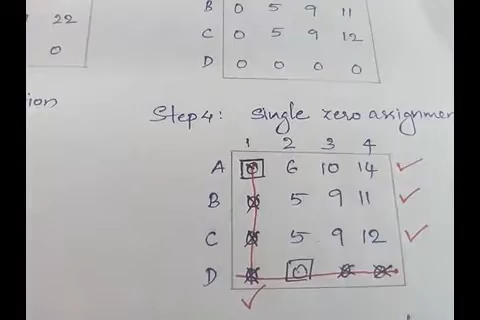 22
0
B 0 5 9 11
C 0 5 9 12
D 0 0 0 0
ion
Step 4: Single zero assignmen
1 2 3 4
A 0 6 10 14
B 0 5 9 11
C 0 5 9 12
D 0 0 0 0